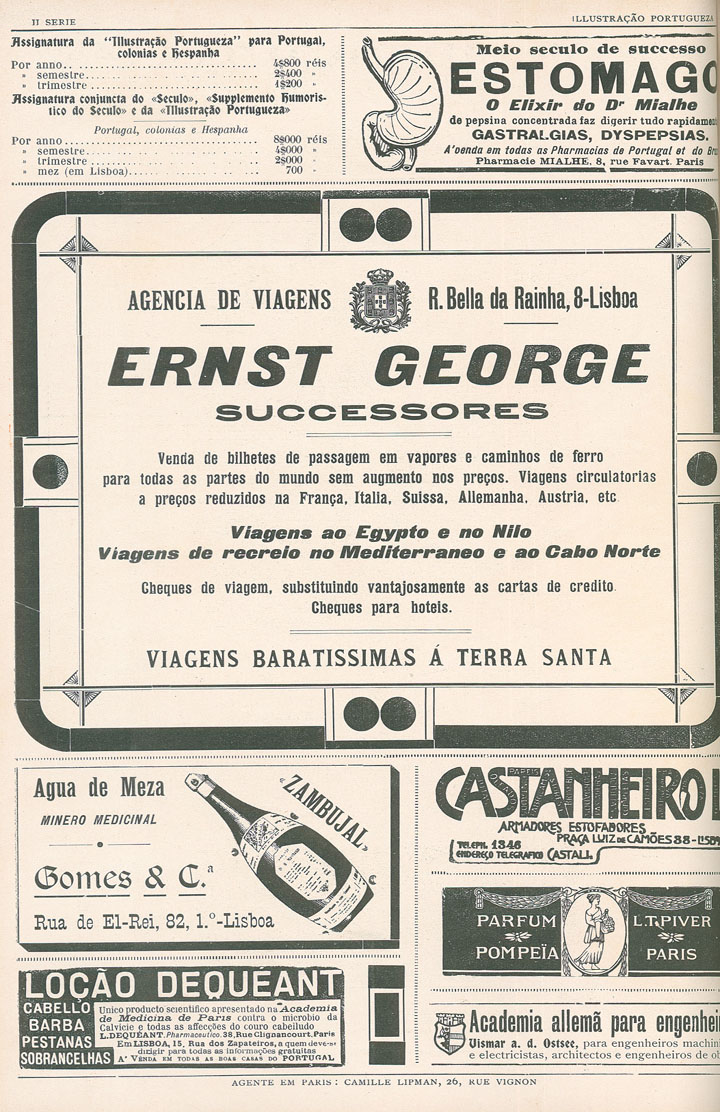 II SERIE
ILLUSTRAÇÃO PORTUGUEZA
Assignatura da "Illustração Portugueza" para Portugal,
colonias e Hespanha
Por anno.. 4$800 réis
» semestre.. 2$400 »
» trimestre.. 1$200 »
Assignatura conjuncta do «Seculo», «Supplemento Humoris-
tico do Seculo» e da «Illustração Portugueza»
Portugal, colonias e Hespanha
Por anno.. 8$000 réis
» semestre.. 4$000 »
» trimestre.. 2$000 »
» mez (em Lisboa).. 700 »
Meio seculo de successo
ESTOMAGO
O Elixir do Dr Mialhe
de pepsina concentrada faz digerir tudo rapidame
GASTRALGIAS, DYSPEPSIAS.
A' venda em todas as Pharmacias de Portugal et do Br
Pharmacie MIALHE, 8, rue Favart. Paris
AGENCIA DE VIAGENS
R. Bella da Rainha, 8-Lisboa
ERNST GEORGE
SUCCESSORES
Venda de bilhetes de passagem em vapores e caminhos de ferro
para todas as partes do mundo sem augmento nos preços. Viagens circulatorias
a preços reduzidos na França, Italia, Suissa, Allemanha, Austria, etc
Viagens ao Egypto e no Nilo
Viagens de recreio no Mediterraneo e ao Cabo Norte
Cheques de viagem, substituindo vantajosamente as cartas de credito
Cheques para hoteis.
VIAGENS BARATISSIMAS Á TERRA SANTA
Agua de Meza
MINERO MEDICINAL
«ZAMBUJAL»
Gomes & C.ª
Rua de El-Rei, 82, 1.º-Lisboa
CASTANHEIRO
ARMADORES ESTOFADORES
PRAÇA LUIZ DE CAMÕES 38-LISB
TELEPH. 1346
ENDEREÇO TELEGRAFICO CASTALL.
PARFUM
POMPEÏA
L.T. PIVER
PARIS
LOÇÃO DEQUÉANT
CABELLO
BARBA
PESTANAS
SOBRANCELHAS
Unico producto scientifico apresentado na Academia
de Medicina de Paris contra o microbio da
Calvicie e todas as affecções do couro cabelludo
L. DEQUÉANT, Pharmaceutico, 38, Rue Clignancourt, Paris
Em LISBOA, 15, Rua dos Zapateiros, a quem deve-se
dirigir para todas as informações gratuitas
A' VENDA EM TODAS AS BOAS CASAS DO PORTUGAL
Academia allemã para engenhei
Vismar a. d. Ostsee, para engenheiros machin
e electricistas, architectos e engenheiros de o
AGENTE EM PARIS: CAMILLE LIPMAN, 26, RUE VIGNON